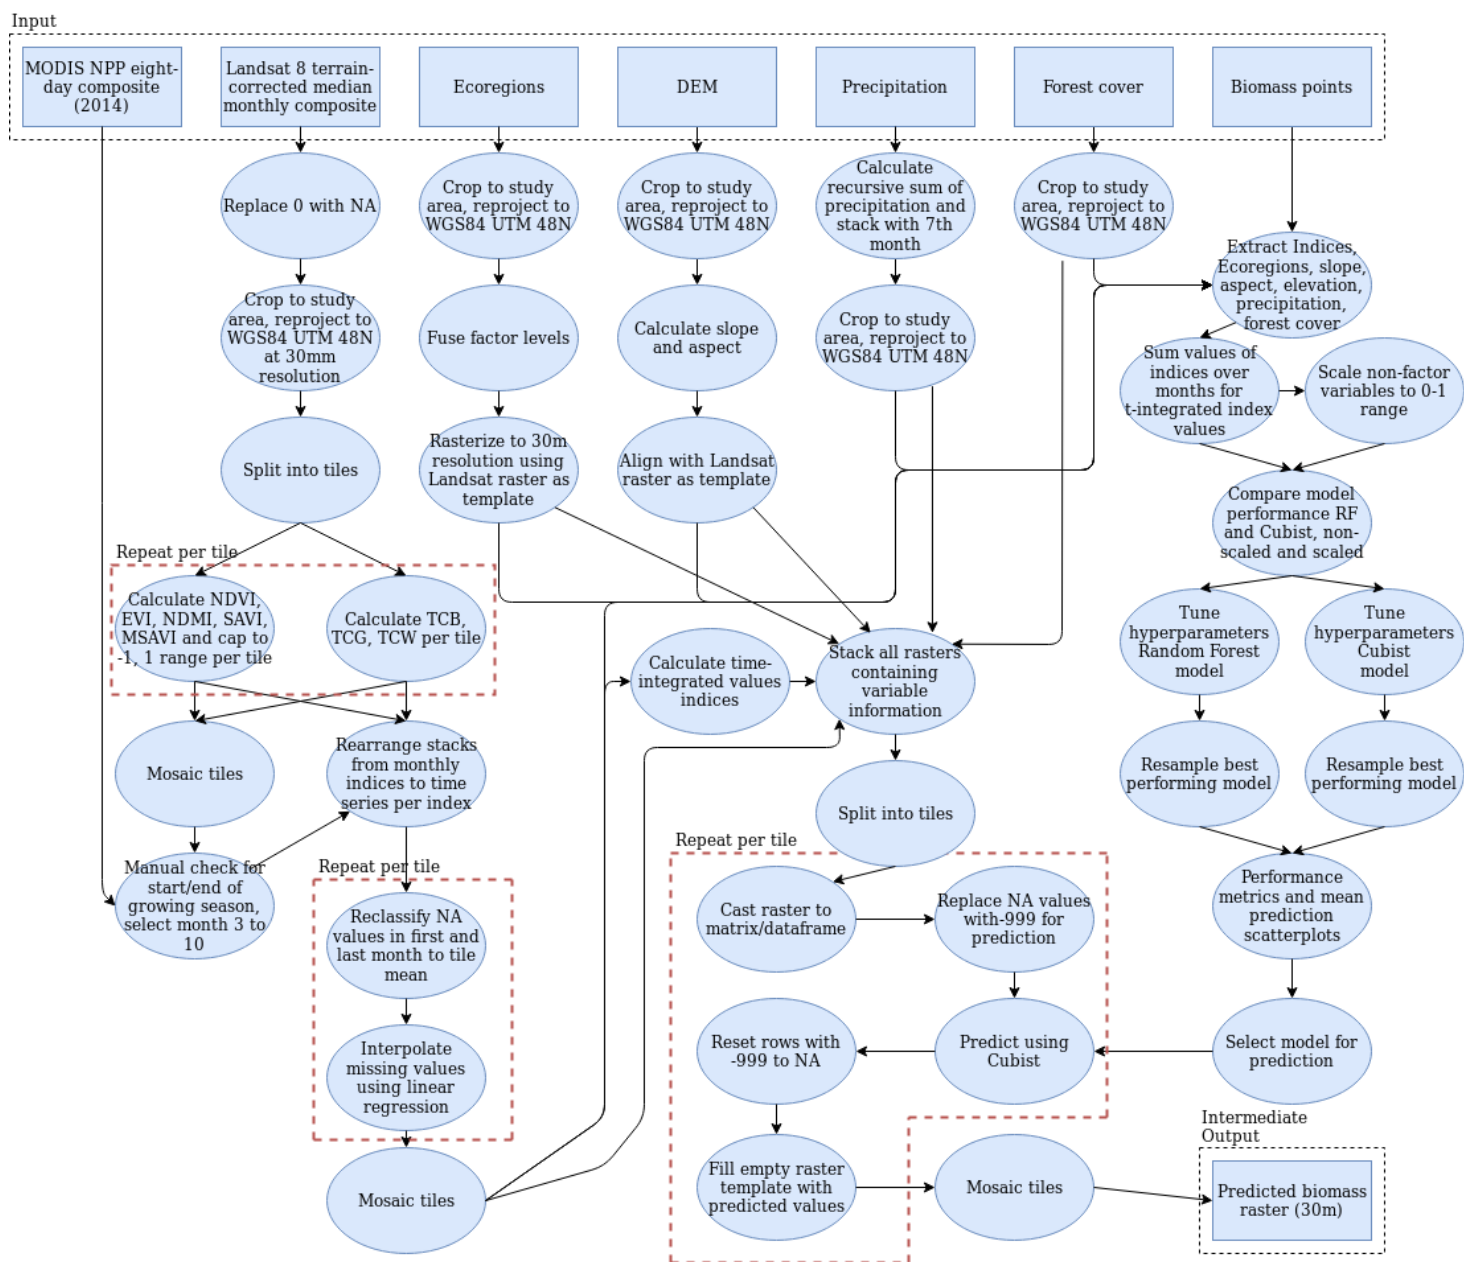 Input
MODIS NPP eight-
day composite
(2014)
Landsat 8 terrain-
corrected median
monthly composite
Ecoregions
DEM
Precipitation
Forest cover
Biomass points
Replace 0 with NA
Crop to study
area, reproject to
WGS84 UTM 48N
Crop to study
area, reproject to
WGS84 UTM 48N
Calculate
recursive sum of
precipitation and
stack with 7th
month
Crop to study
area, reproject to
WGS84 UTM 48N
Extract Indices,
Ecoregions, slope,
aspect, elevation,
precipitation,
forest cover
Crop to study
area, reproject to
WGS84 UTM 48N
at 30mm
resolution
Fuse factor levels
Calculate slope
and aspect
Crop to study
area, reproject to
WGS84 UTM 48N
Sum values of
indices over
months for
t-integrated index
values
Scale non-factor
variables to 0-1
range
Split into tiles
Rasterize to 30m
resolution using
Landsat raster as
template
Align with Landsat
raster as template
Compare model
performance RF
and Cubist, non-
scaled and scaled
Repeat per tile
Calculate NDVI,
EVI, NDMI, SAVI,
MSAVI and cap to
-1, 1 range per tile
Calculate TCB,
TCG, TCW per tile
Tune
hyperparameters
Random Forest
model
Tune
hyperparameters
Cubist
model
Calculate time-
integrated values
indices
Stack all rasters
containing
variable
information
Mosaic tiles
Rearrange stacks
from monthly
indices to time
series per index
Resample best
performing model
Resample best
performing model
Split into tiles
Repeat per tile
Manual check for
start/end of
growing season,
select month 3 to
10
Repeat per tile
Reclassify NA
values in first and
last month to tile
mean
Cast raster to
matrix/dataframe
Replace NA values
with-999 for
prediction
Performance
metrics and mean
prediction
scatterplots
Interpolate
missing values
using linear
regression
Reset rows with
-999 to NA
Predict using
Cubist
Select model for
prediction
Intermediate
Output
Mosaic tiles
Fill empty raster
template with
predicted values
Mosaic tiles
Predicted biomass
raster (30m)